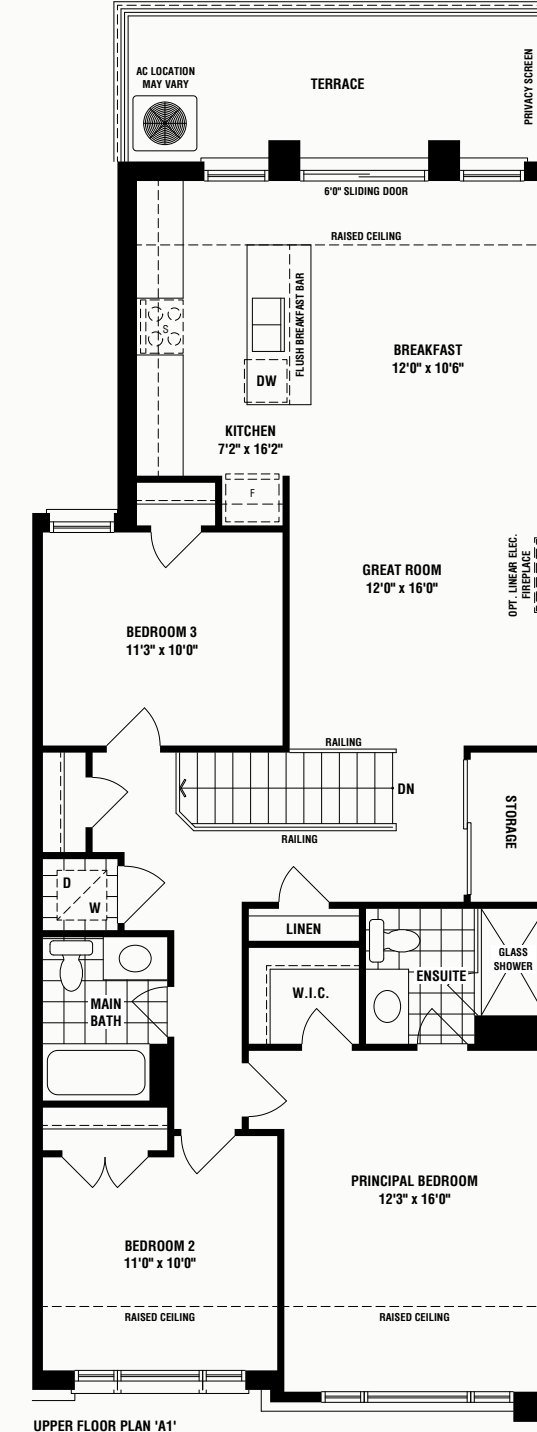 AC LOCATION
MAY VARY
TERRACE
PRIVACY SCREEN
6'0" SLIDING DOOR
RAISED CEILING
FLUSH BREAKFAST BAR
S
BREAKFAST
12'0" x 10'6"
DW
KITCHEN
7'2" x 16'2"
F
GREAT ROOM
12'0" x 16'0"
OPT. LINEAR ELEC.
FIREPLACE
BEDROOM 3
11'3" x 10'0"
RAILING
DN
STORAGE
RAILING
D
W
LINEN
GLASS
SHOWER
ENSUITE
W.I.C.
MAIN
BATH
PRINCIPAL BEDROOM
12'3" x 16'0"
BEDROOM 2
11'0" x 10'0"
RAISED CEILING
RAISED CEILING
UPPER FLOOR PLAN 'A1'